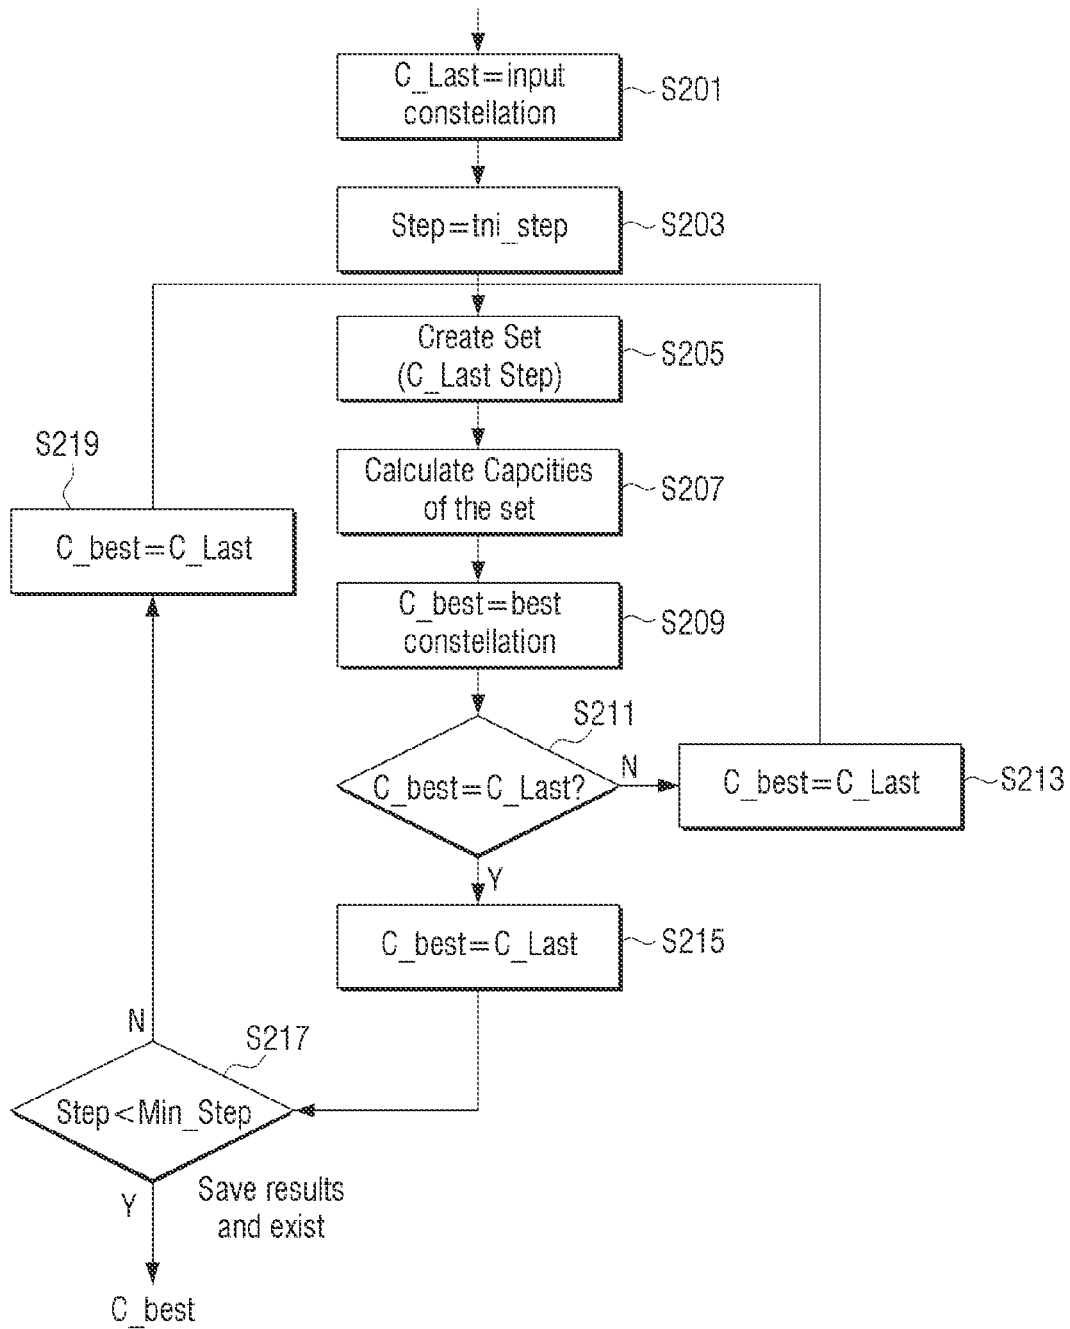 C_Last=input
constellation
S201
Step=tni_step
S203
Create Set
(C_Last Step)
S205
S219
Calculate Capcities
of the set
S207
C_best=C_Last
C_best=best
constellation
S209
S211
C_best=C_Last?
N
C_best=C_Last
S213
Y
C_best=C_Last
S215
N
S217
Step<Min_Step
Y
Save results
and exist
C_best